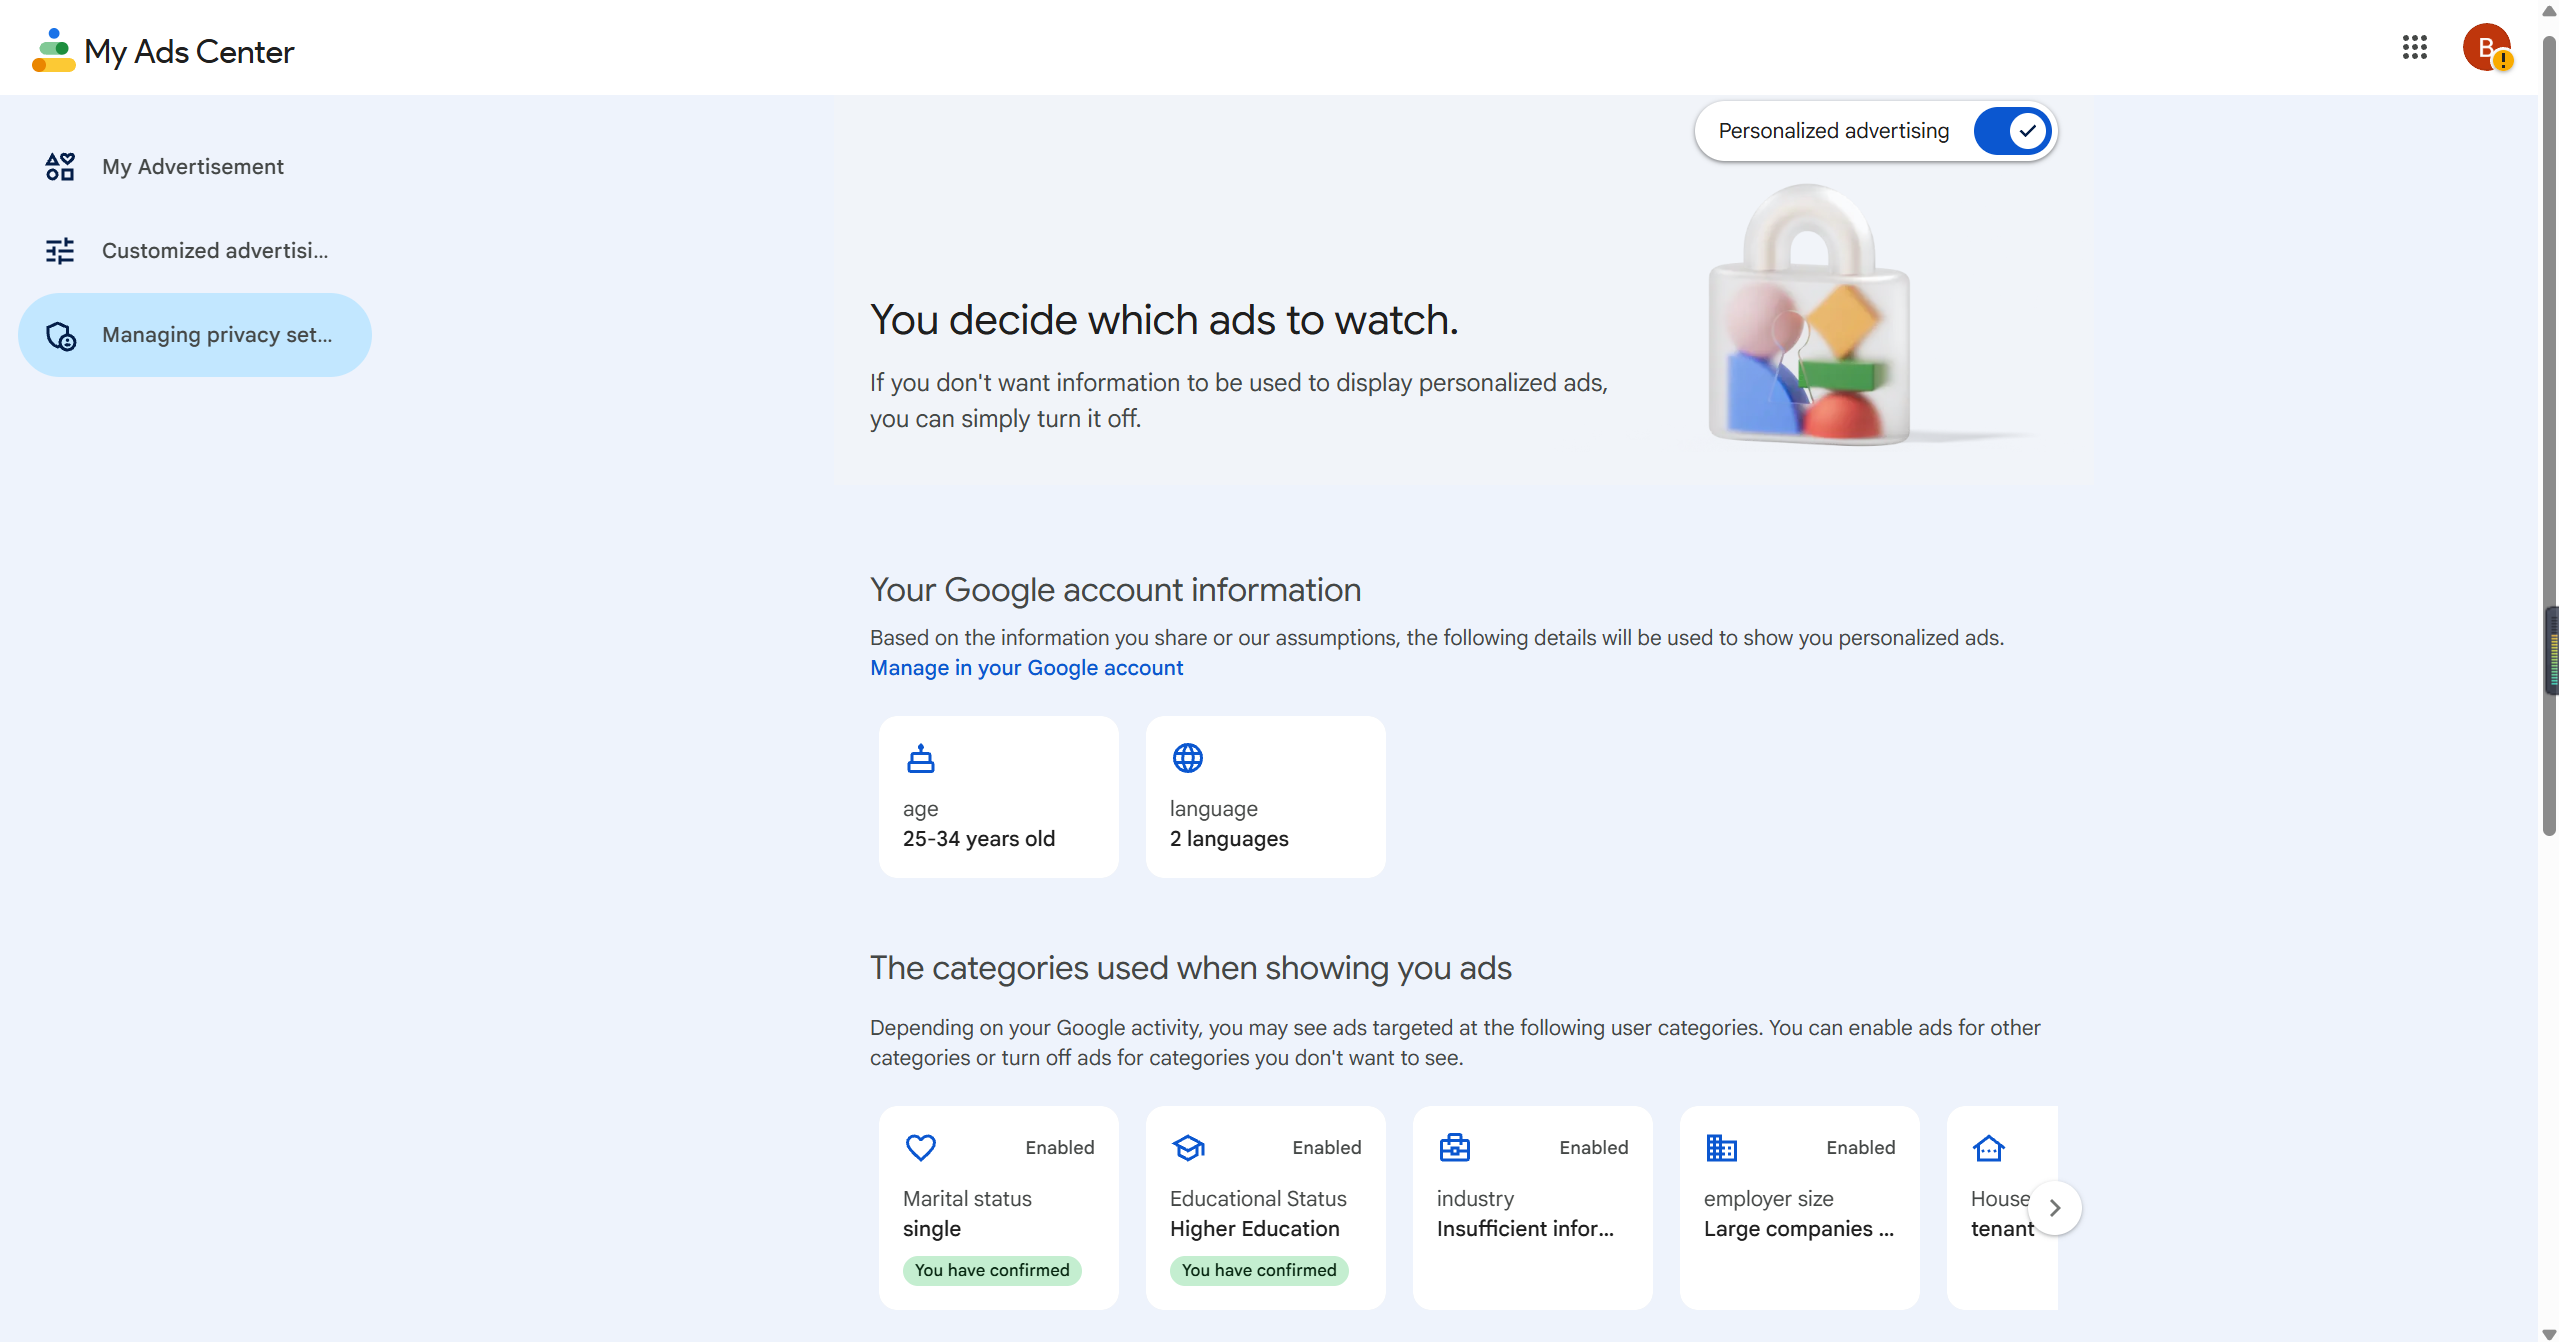 My Ads Center
B
Personalized advertising
My Advertisement
Customized advertisi...
Managing privacy set...
You decide which ads to watch.
If you don't want information to be used to display personalized ads,
you can simply turn it off.
Your Google account information
Based on the information you share or our assumptions, the following details will be used to show you personalized ads.
Manage in your Google account
age
25-34 years old
language
2 languages
The categories used when showing you ads
Depending on your Google activity, you may see ads targeted at the following user categories. You can enable ads for other
categories or turn off ads for categories you don't want to see.
Enabled
Marital status
single
You have confirmed
Enabled
Educational Status
Higher Education
You have confirmed
Enabled
industry
Insufficient infor...
Enabled
employer size
Large companies ...
House
tenant